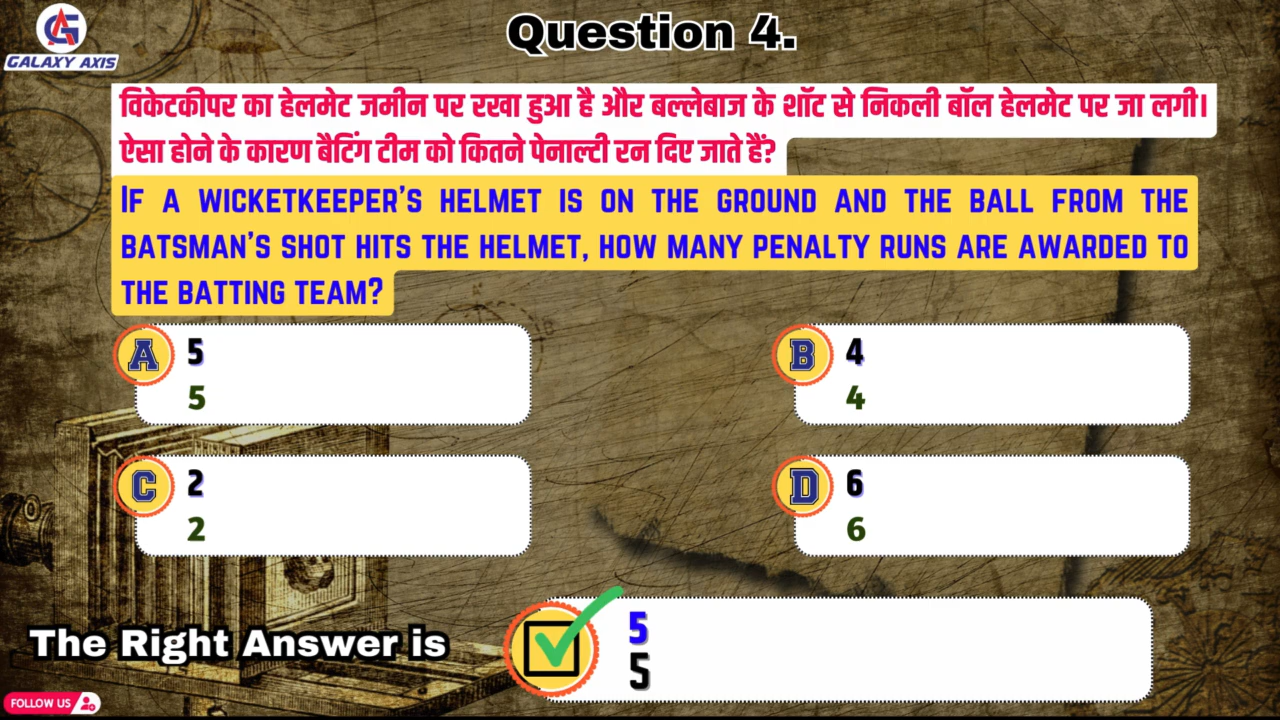 Question 4.
GALAXY AXIS
विकेटकीपर का हेलमेट जमीन पर रखा हुआ है और बल्लेबाज के शॉट से निकली बॉल हेलमेट पर जा लगी।
ऐसा होने के कारण बैटिंग टीम को कितने पेनाल्टी रन दिए जाते हैं?
IF A WICKETKEEPER'S HELMET IS ON THE GROUND AND THE BALL FROM THE
BATSMAN'S SHOT HITS THE HELMET, HOW MANY PENALTY RUNS ARE AWARDED TO
THE BATTING TEAM?
A 5
5
B 4
4
C 2
2
D 6
6
The Right Answer is
5
5
FOLLOW US